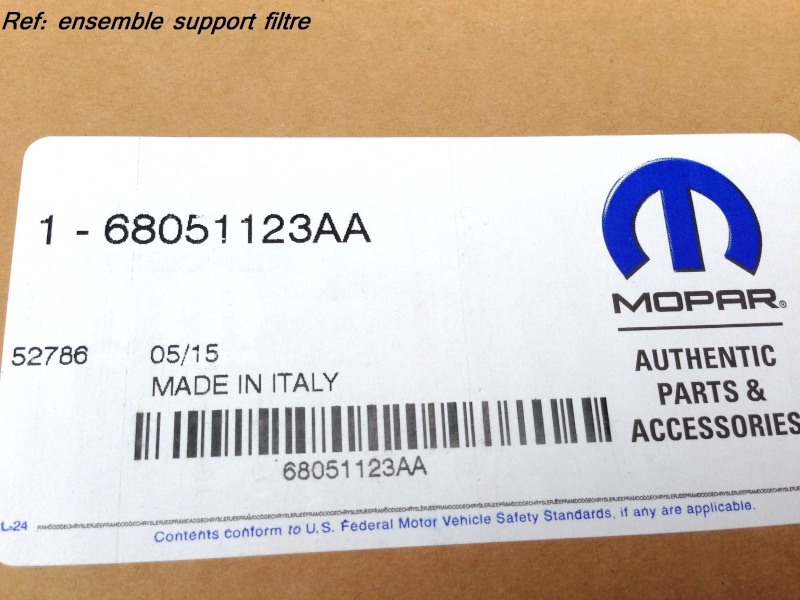 Ref: ensemble support filtre
1 - 68051123AA
MOPAR®
52786 05/15
MADE IN ITALY
AUTHENTIC
PARTS &
ACCESSORIES
68051123AA
L-24
Contents conform to U.S. Federal Motor Vehicle Safety Standards, if any are applicable.